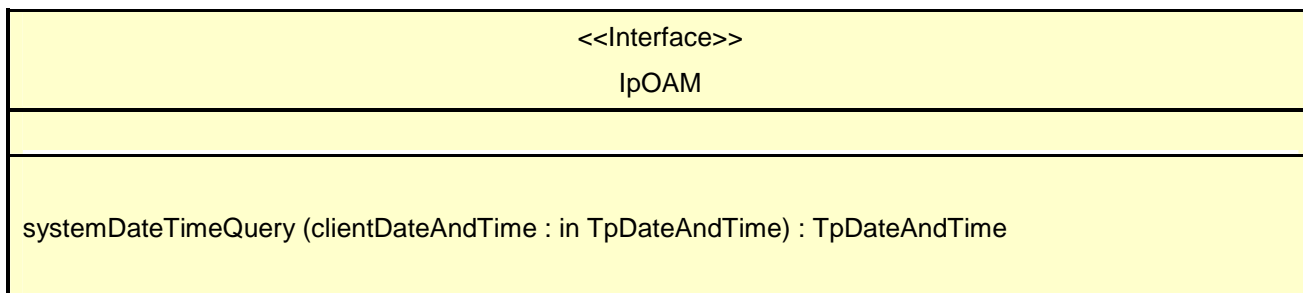 <<Interface>>
IpOAM
systemDateTimeQuery (clientDateAndTime : in TpDateAndTime) : TpDateAndTime